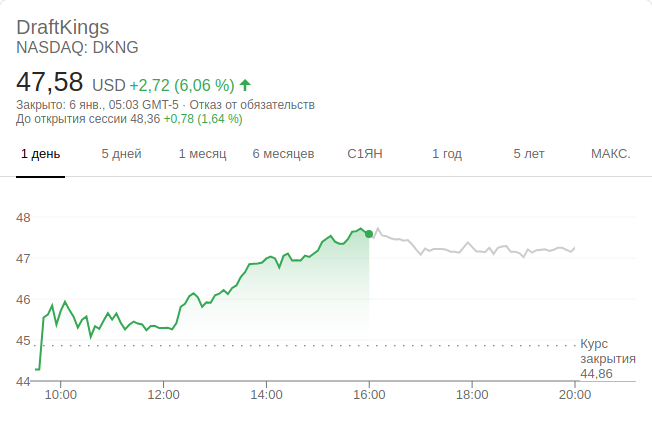 DraftKings
NASDAQ: DKNG
47,58 USD +2,72 (6,06 %)
Закрыто: 6 янв., 05:03 GMT-5 · Отказ от обязательств
До открытия сессии 48,36 +0,78 (1,64 %)
1 день 5 дней 1 месяц 6 месяцев С1ЯН 1 год 5 лет МАКС.
48
47
46
45
44
Курс
закрытия
44,86
10:00 12:00 14:00 16:00 18:00 20:00